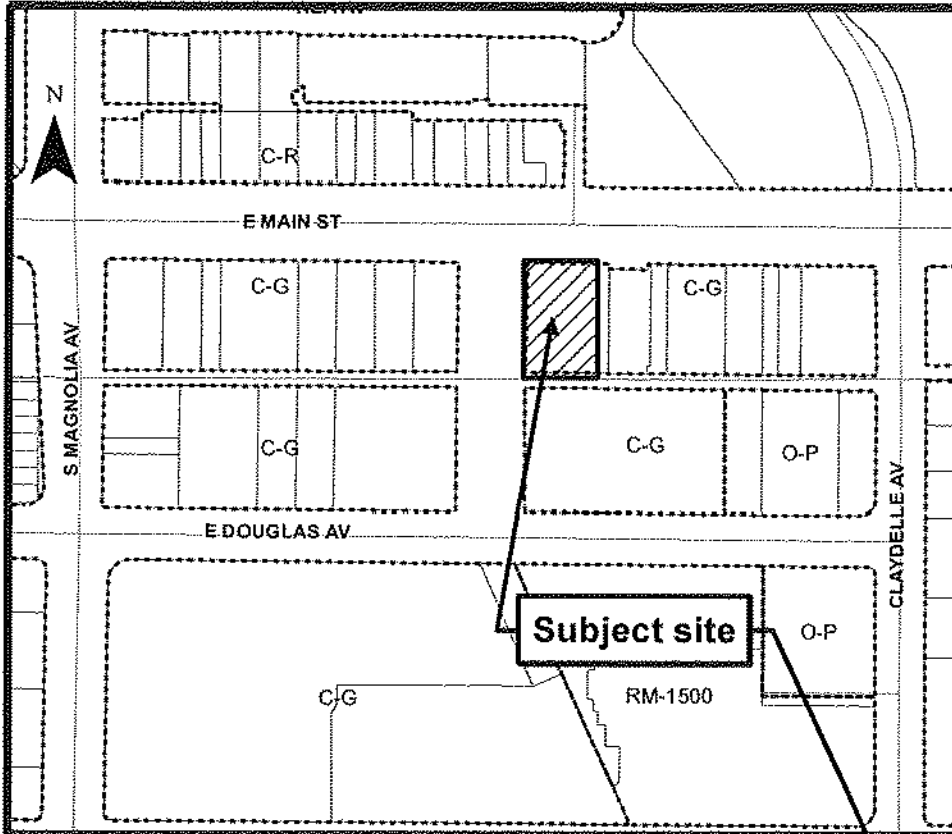 N
C-R
E MAIN ST
C-G
C-G
S MAGNOLIA AV
C-G
C-G
O-P
E DOUGLAS AV
CLAYDELLE AV
Subject site
O-P
C-G
RM-1500